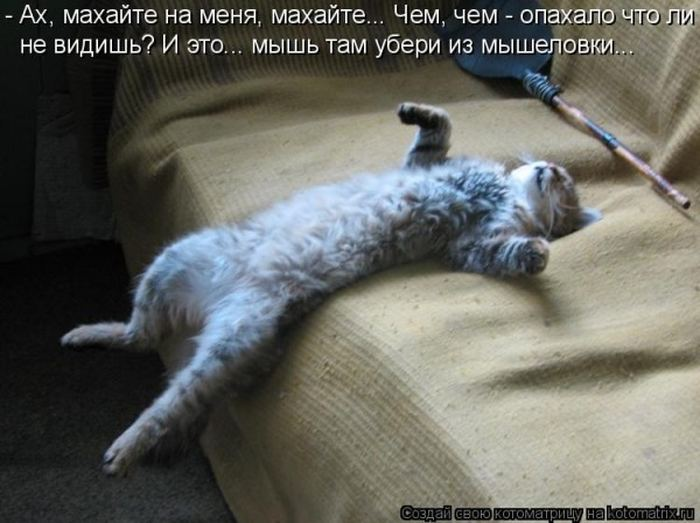 - Ах, махайте на меня, махайте... Чем, чем - опахало что ли
не видишь? И это... мышь там убери из мышеловки...
Создай свою котоматрицу на kotomatrix.ru